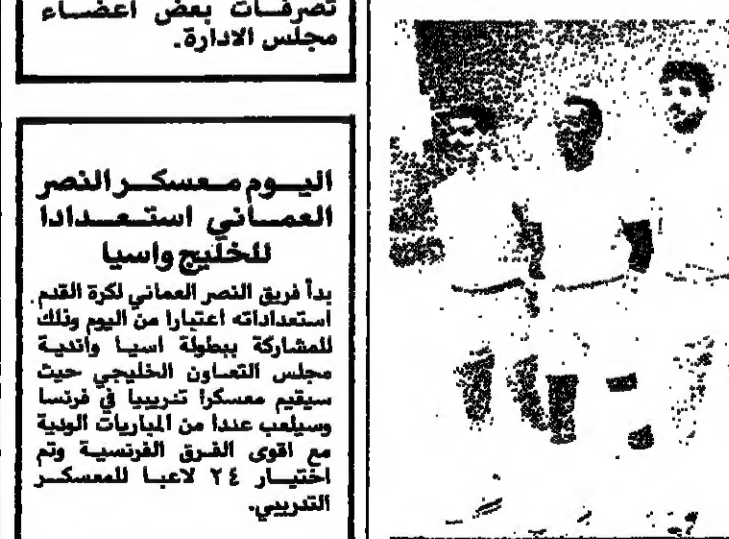 تصرفات بعض اعضاء
مجلس الادارة.
اليوم معسكر النصر
العماني استعدادا
للخليج واسيا
بدأ فريق النصر العماني لكرة القدم
استعداداته اعتبارا من اليوم وذلك
للمشاركة ببطولة اسيا واندية
مجلس التعاون الخليجي حيث
سيقيم معسكرا تدريبيا في فرنسا
وسيلعب عددا من المباريات الودية
مع اقوى الفرق الفرنسية وتم
اختيار ٢٤ لاعبا للمعسكر
التدريبي.